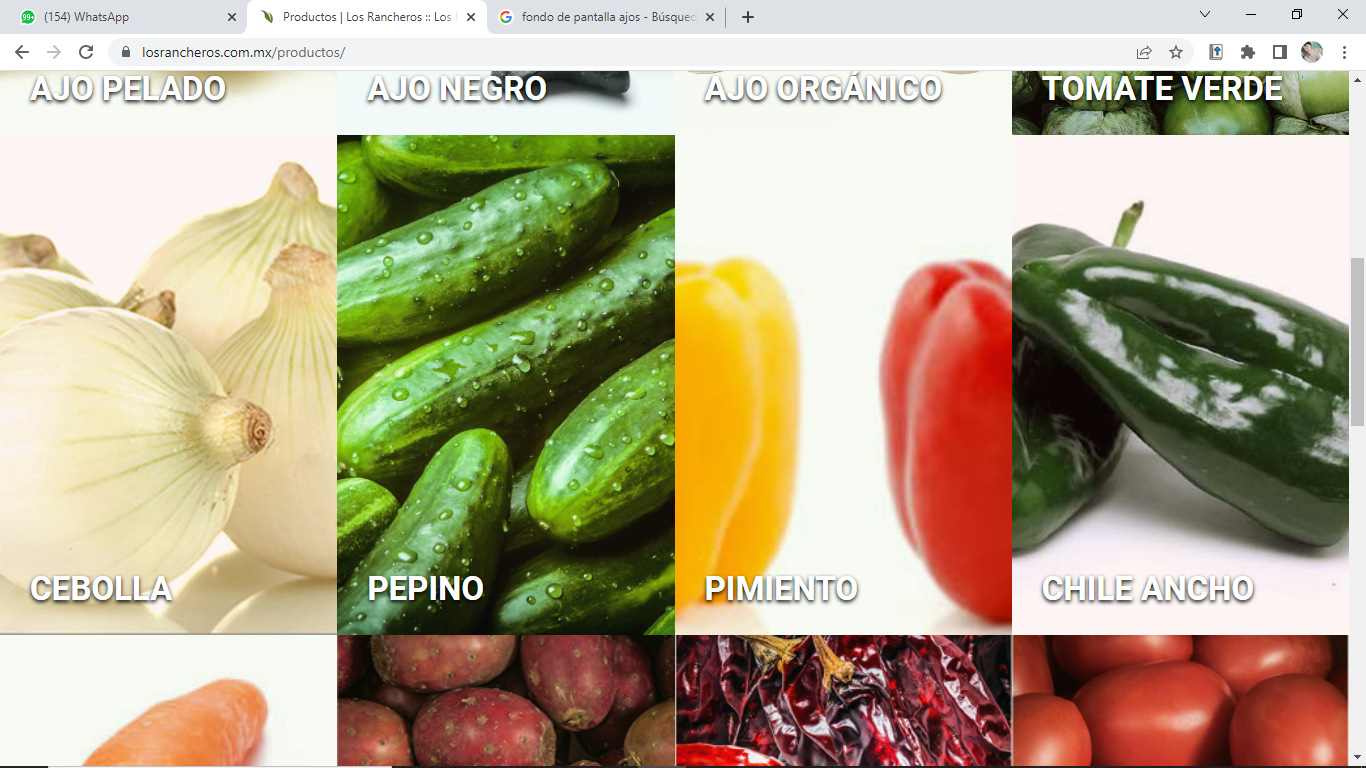 99+
(154) WhatsApp
Productos | Los Rancheros :: Los
fondo de pantalla ajos - Búsqued
losrancheros.com.mx/productos/
AJO PELADO
AJO NEGRO
AJO ORGÁNICO
TOMATE VERDE
CEBOLLA
PEPINO
PIMIENTO
CHILE ANCHO